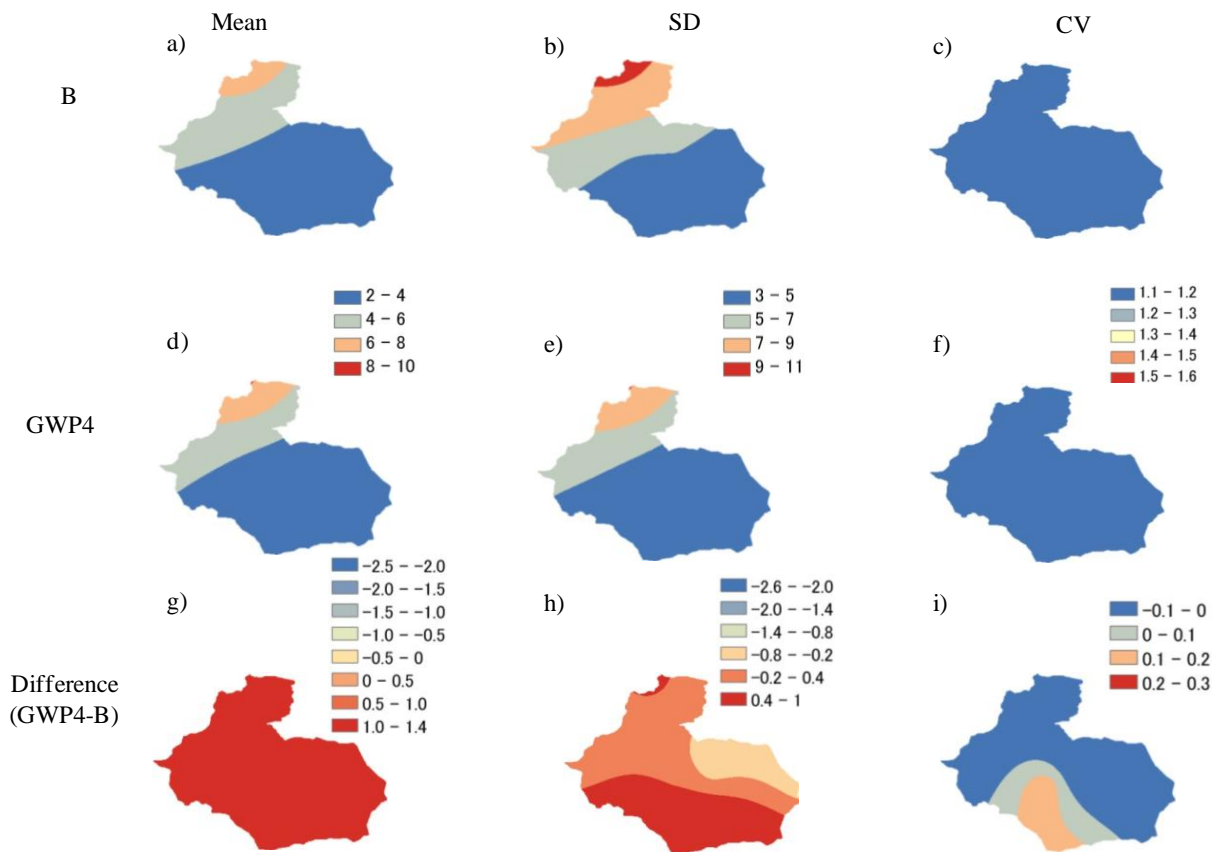 Mean SD CV
a) b) c)
B
2 - 4 3 - 5 1.1 - 1.2
4 - 6 5 - 7 1.2 - 1.3
6 - 8 7 - 9 1.3 - 1.4
8 - 10 9 - 11 1.4 - 1.5
1.5 - 1.6
d) e) f)
GWP4
-2.5 - -2.0 -2.6 - -2.0 -0.1 - 0
-2.0 - -1.5 -2.0 - -1.4 0 - 0.1
-1.5 - -1.0 -1.4 - -0.8 0.1 - 0.2
-1.0 - -0.5 -0.8 - -0.2 0.2 - 0.3
-0.5 - 0 -0.2 - 0.4
0 - 0.5 0.4 - 1
0.5 - 1.0
1.0 - 1.4
g) h) i)
Difference
(GWP4-B)